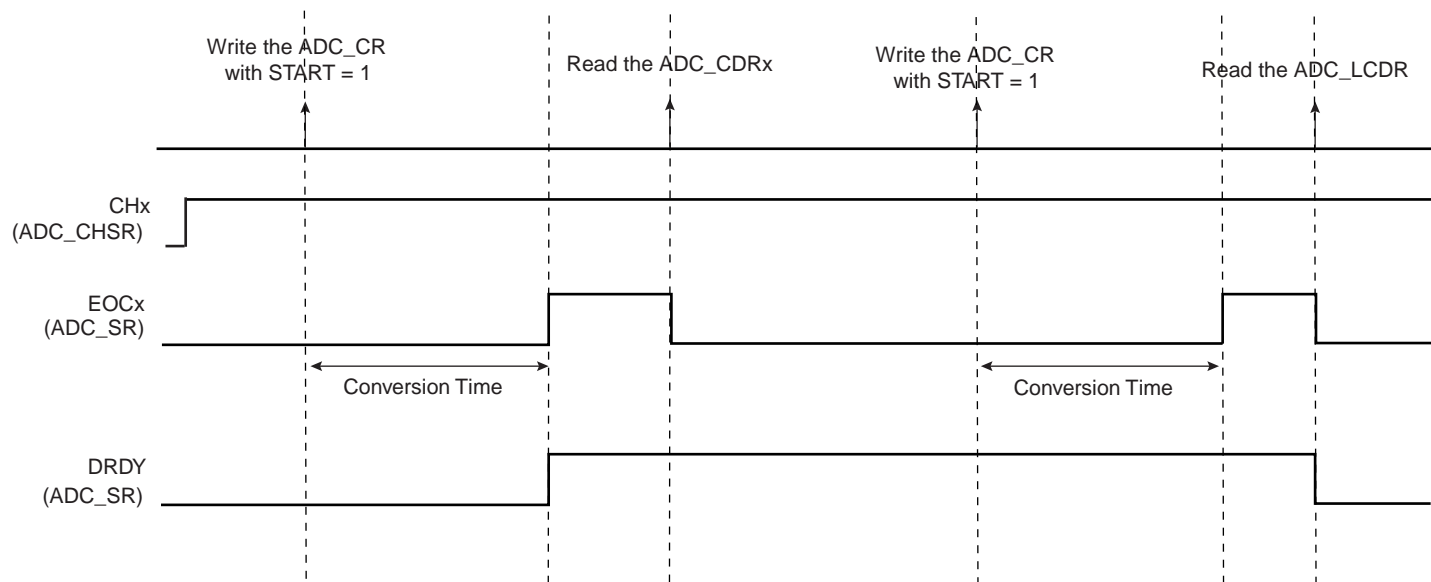 Write the ADC_CR
with START = 1
Read the ADC_CDRx
Write the ADC_CR
with START = 1
Read the ADC_LCDR
CHx
(ADC_CHSR)
EOCx
(ADC_SR)
Conversion Time
Conversion Time
DRDY
(ADC_SR)